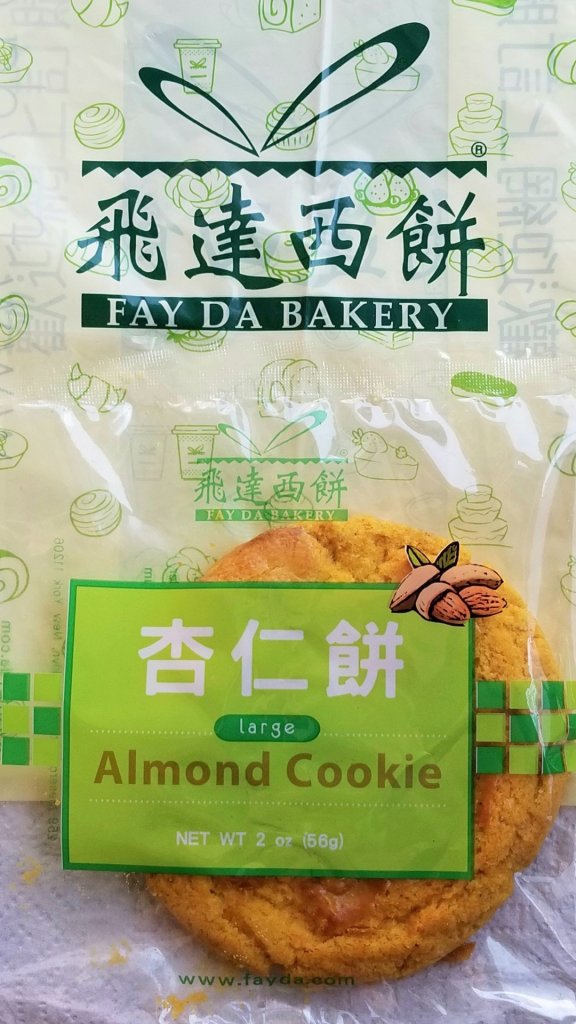 ®
飛達西餅
FAY DA BAKERY
飛達西餅
FAY DA BAKERY
杏仁餅
large
Almond Cookie
NET WT 2 oz (56g)
www.fayda.com